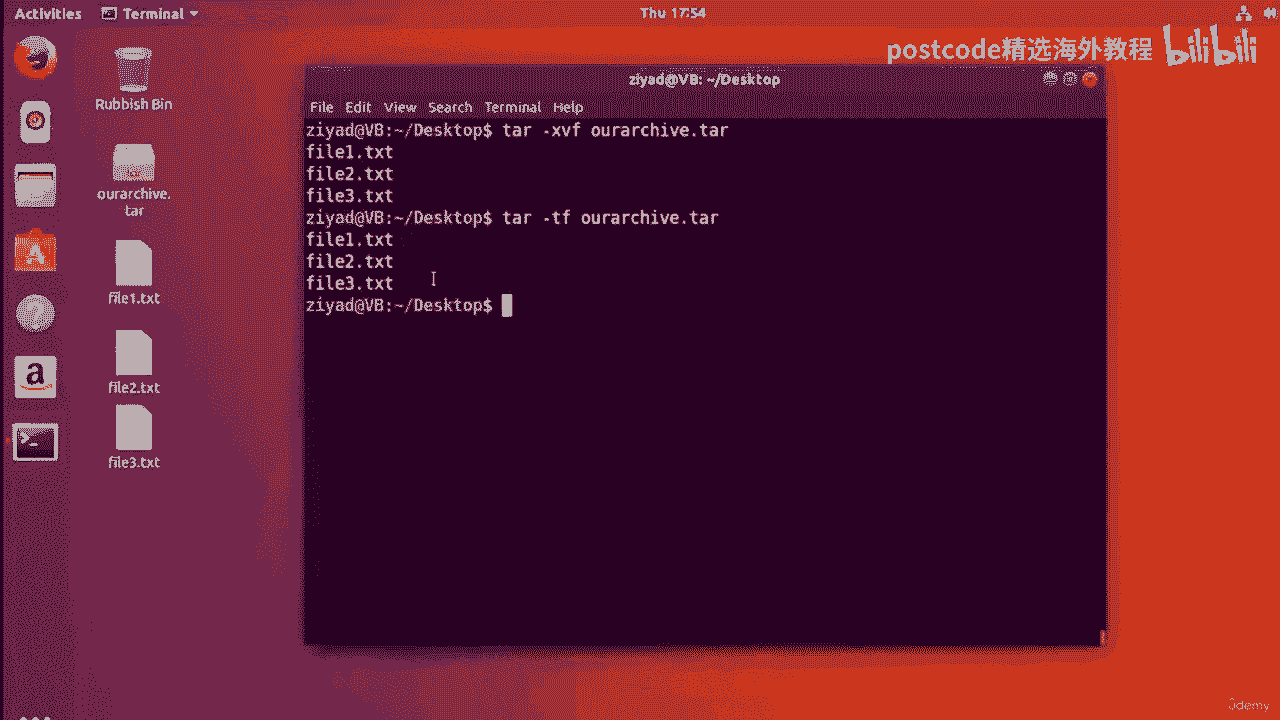 Activities Terminal Thu 17:54
postcode精选海外教程 bilibili
Rubbish Bin
ourarchive.
tar
file1.txt
file2.txt
file3.txt
ziyad@VB: ~/Desktop
File Edit View Search Terminal Help
ziyad@VB:~/Desktop$ tar -xvf ourarchive.tar
file1.txt
file2.txt
file3.txt
ziyad@VB:~/Desktop$ tar -tf ourarchive.tar
file1.txt
file2.txt
file3.txt
ziyad@VB:~/Desktop$
Udemy